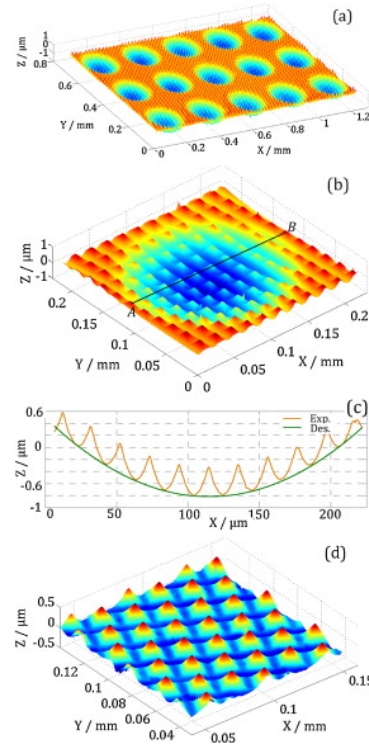 (a)
Z / μm
1
0
-1
0.8
0.6
0.4
0.2
0
Y / mm
0
0.2
0.4
0.6
0.8
1
1.2
X / mm
(b)
Z / μm
1
0
-1
0.2
0.15
0.1
0.05
0
Y / mm
A
B
0
0.05
0.1
0.15
0.2
X / mm
(c)
Z / μm
0.6
0
-0.6
-1
Exp.
Des.
0
50
100
150
200
X / μm
(d)
Z / μm
0.5
0
-0.5
0.12
0.1
0.08
0.06
0.04
Y / mm
0.05
0.1
0.15
X / mm